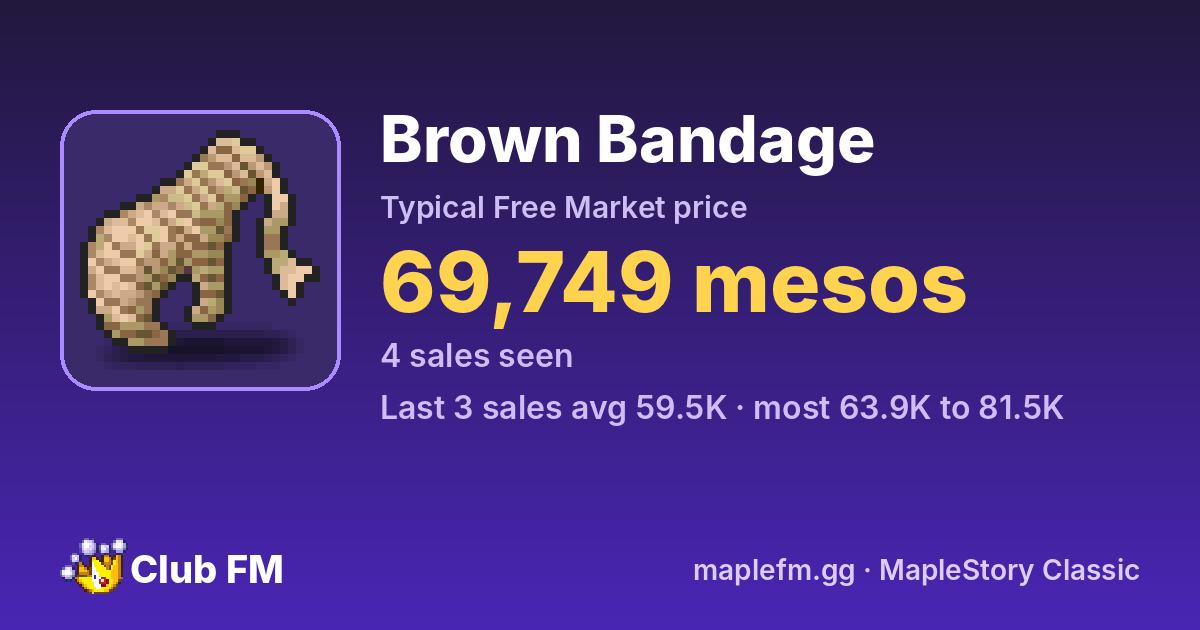 Brown Bandage
Typical Free Market price
69,749 mesos
4 sales seen
Last 3 sales avg 59.5K · most 63.9K to 81.5K
Club FM
maplefm.gg · MapleStory Classic